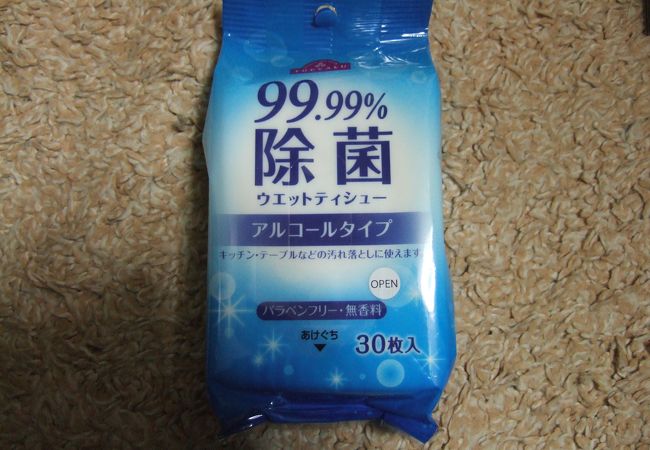 TOPVALU
99.99%
除菌
ウエットティシュー
アルコールタイプ
キッチン・テーブルなどの汚れ落としに使えます
OPEN
パラベンフリー・無香料
あけぐち
30枚入